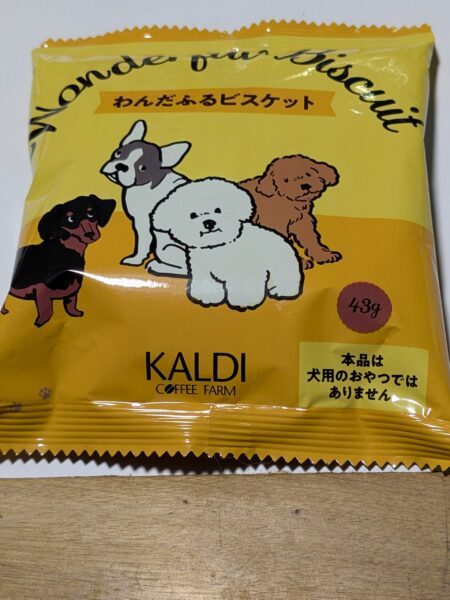 Wonderful Biscuit
わんだふるビスケット
43g
KALDI
COFFEE FARM
本品は
犬用のおやつでは
ありません